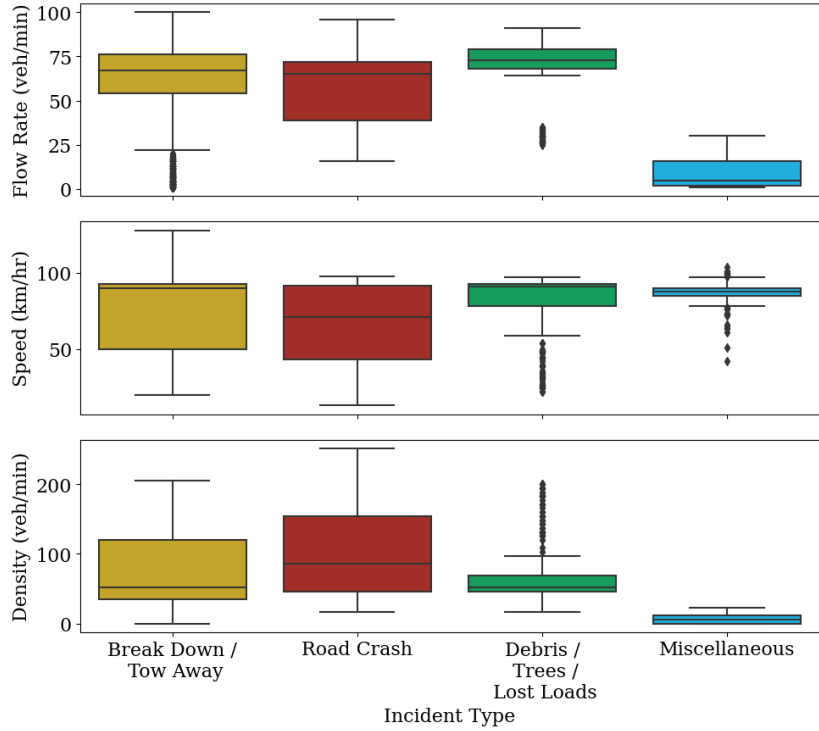 Flow Rate (veh/min)
100
75
50
25
0
Speed (km/hr)
100
50
Density (veh/min)
200
100
0
Break Down /
Tow Away
Road Crash
Debris /
Trees /
Lost Loads
Miscellaneous
Incident Type